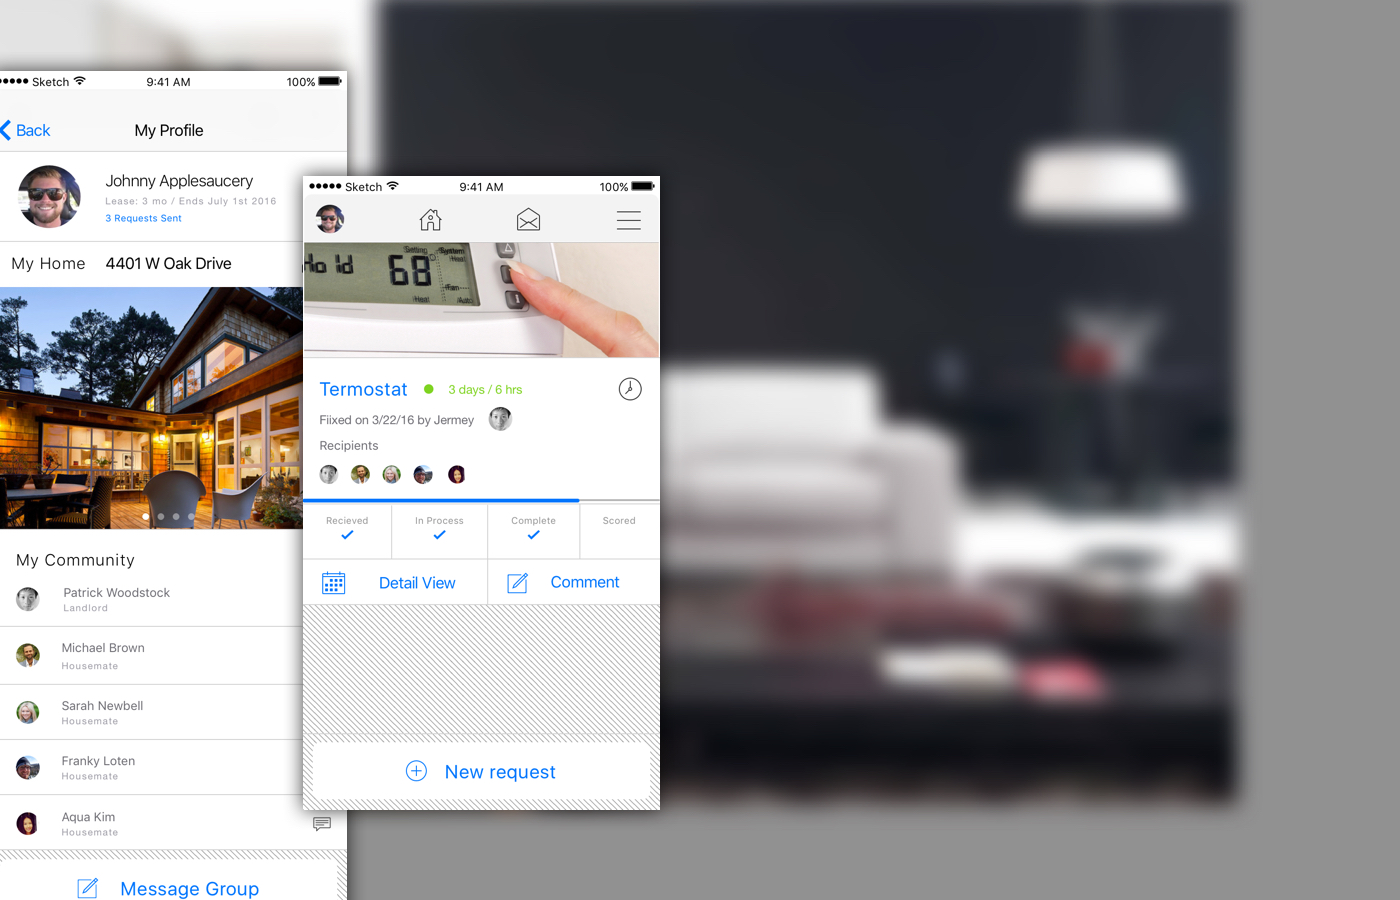 Sketch 9:41 AM 100%
Back My Profile
Johnny Applesaucery
Lease: 3 mo / Ends July 1st 2016
3 Requests Sent
My Home 4401 W Oak Drive
My Community
Patrick Woodstock
Landlord
Michael Brown
Housemate
Sarah Newbell
Housemate
Franky Loten
Housemate
Aqua Kim
Housemate
Message Group
Sketch 9:41 AM 100%
Setting System
Hold 68
Heat
Fan
Auto
Termostat 3 days / 6 hrs
Fiixed on 3/22/16 by Jermey
Recipients
Recieved In Process Complete Scored
Detail View Comment
New request